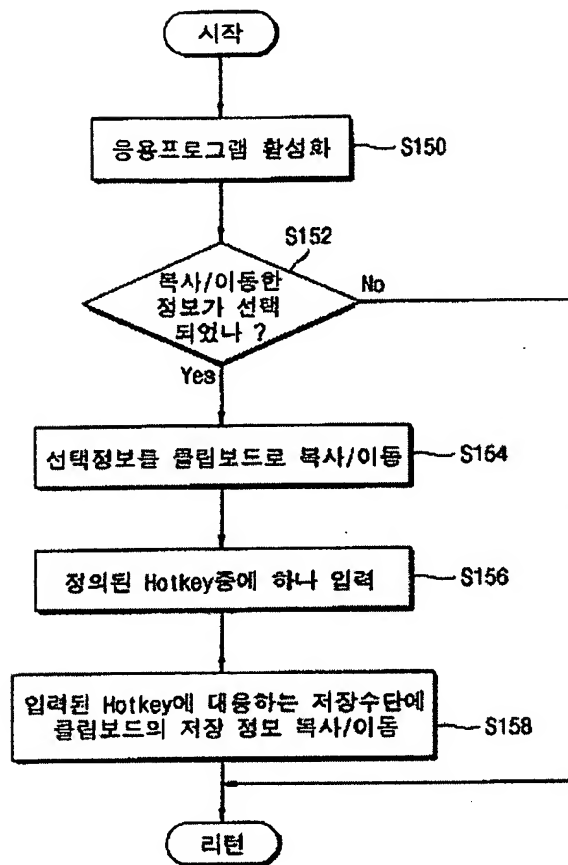 시작
응용프로그램 활성화
S150
S152
복사/이동한
정보가 선택
되었나 ?
No
Yes
선택정보를 클립보드로 복사/이동
S154
정의된 Hotkey중에 하나 입력
S156
입력된 Hotkey에 대응하는 저장수단에
클립보드의 저장 정보 복사/이동
S158
리턴